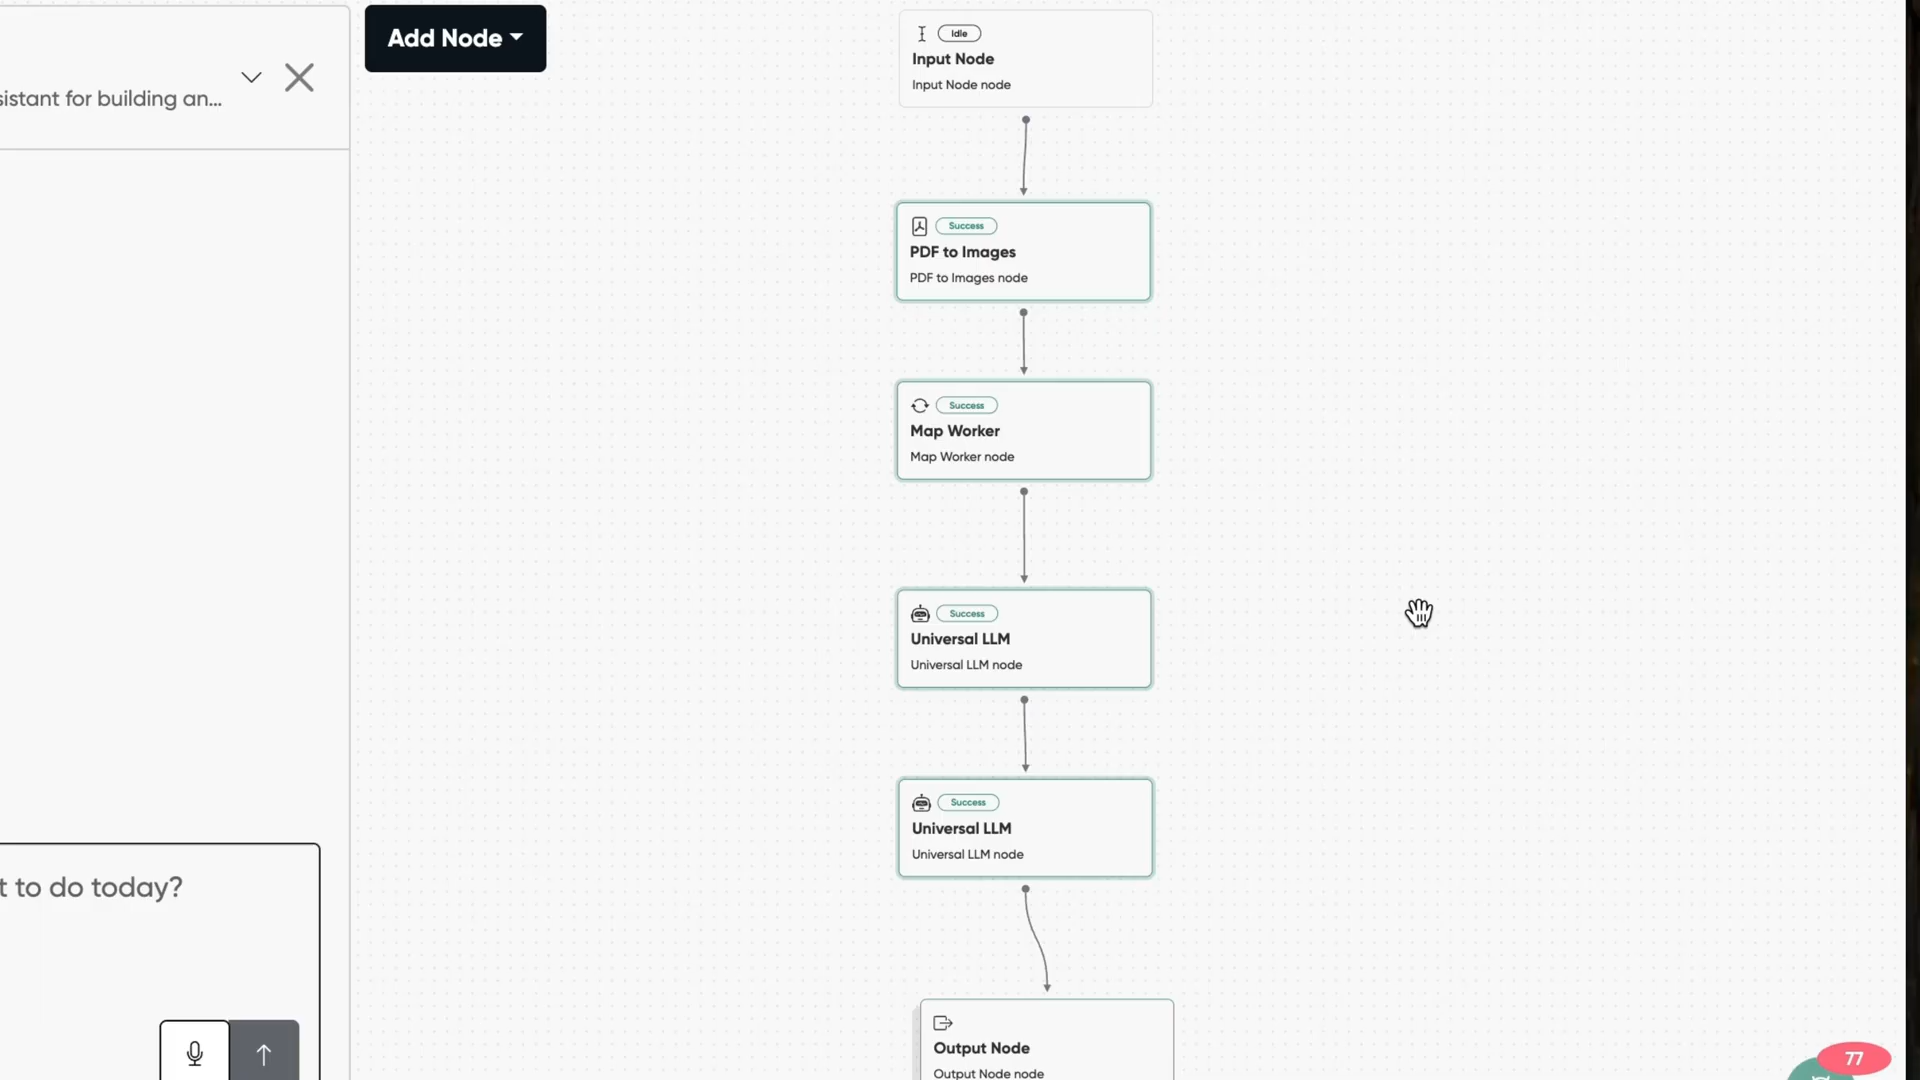 sistant for building an...
Add Node
Idle
Input Node
Input Node node
Success
PDF to Images
PDF to Images node
Success
Map Worker
Map Worker node
Success
Universal LLM
Universal LLM node
Success
Universal LLM
Universal LLM node
Output Node
Output Node node
t to do today?
77